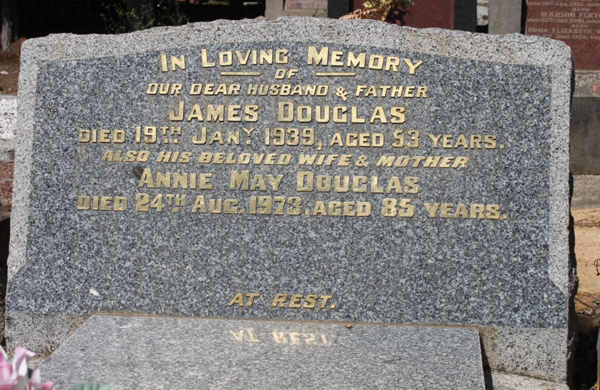 IN LOVING MEMORY
OF
OUR DEAR HUSBAND & FATHER
JAMES DOUGLAS
DIED 19TH JANY. 1939, AGED 53 YEARS.
ALSO HIS BELOVED WIFE & MOTHER
ANNIE MAY DOUGLAS
DIED 24TH AUG. 1973, AGED 85 YEARS.
AT REST.